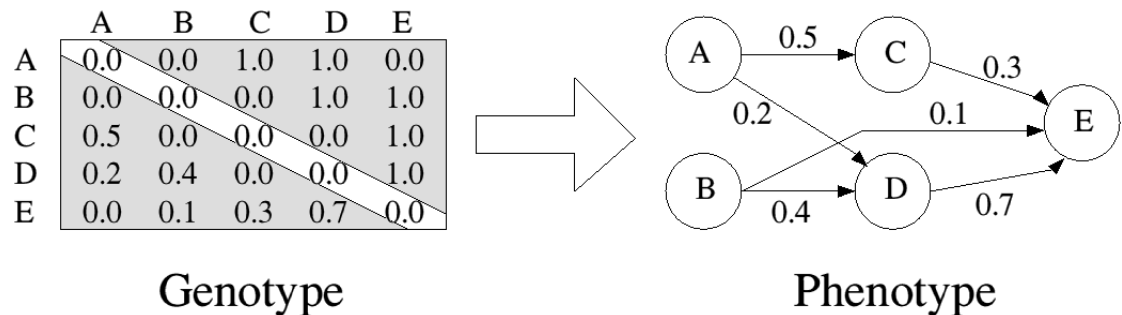 A B C D E
A 0.0 0.0 1.0 1.0 0.0
B 0.0 0.0 0.0 1.0 1.0
C 0.5 0.0 0.0 0.0 1.0
D 0.2 0.4 0.0 0.0 1.0
E 0.0 0.1 0.3 0.7 0.0
Genotype
A 0.5 C 0.3
0.2 0.1 E
B 0.4 D 0.7
Phenotype